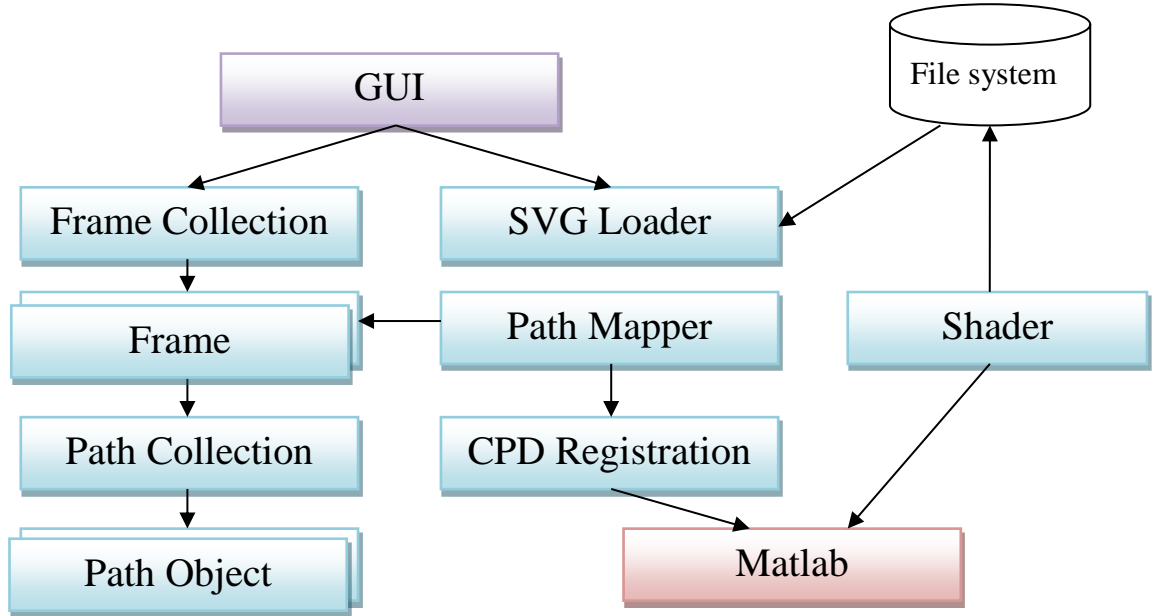 File system
GUI
Frame Collection
SVG Loader
Frame
Path Mapper
Shader
Path Collection
CPD Registration
Path Object
Matlab